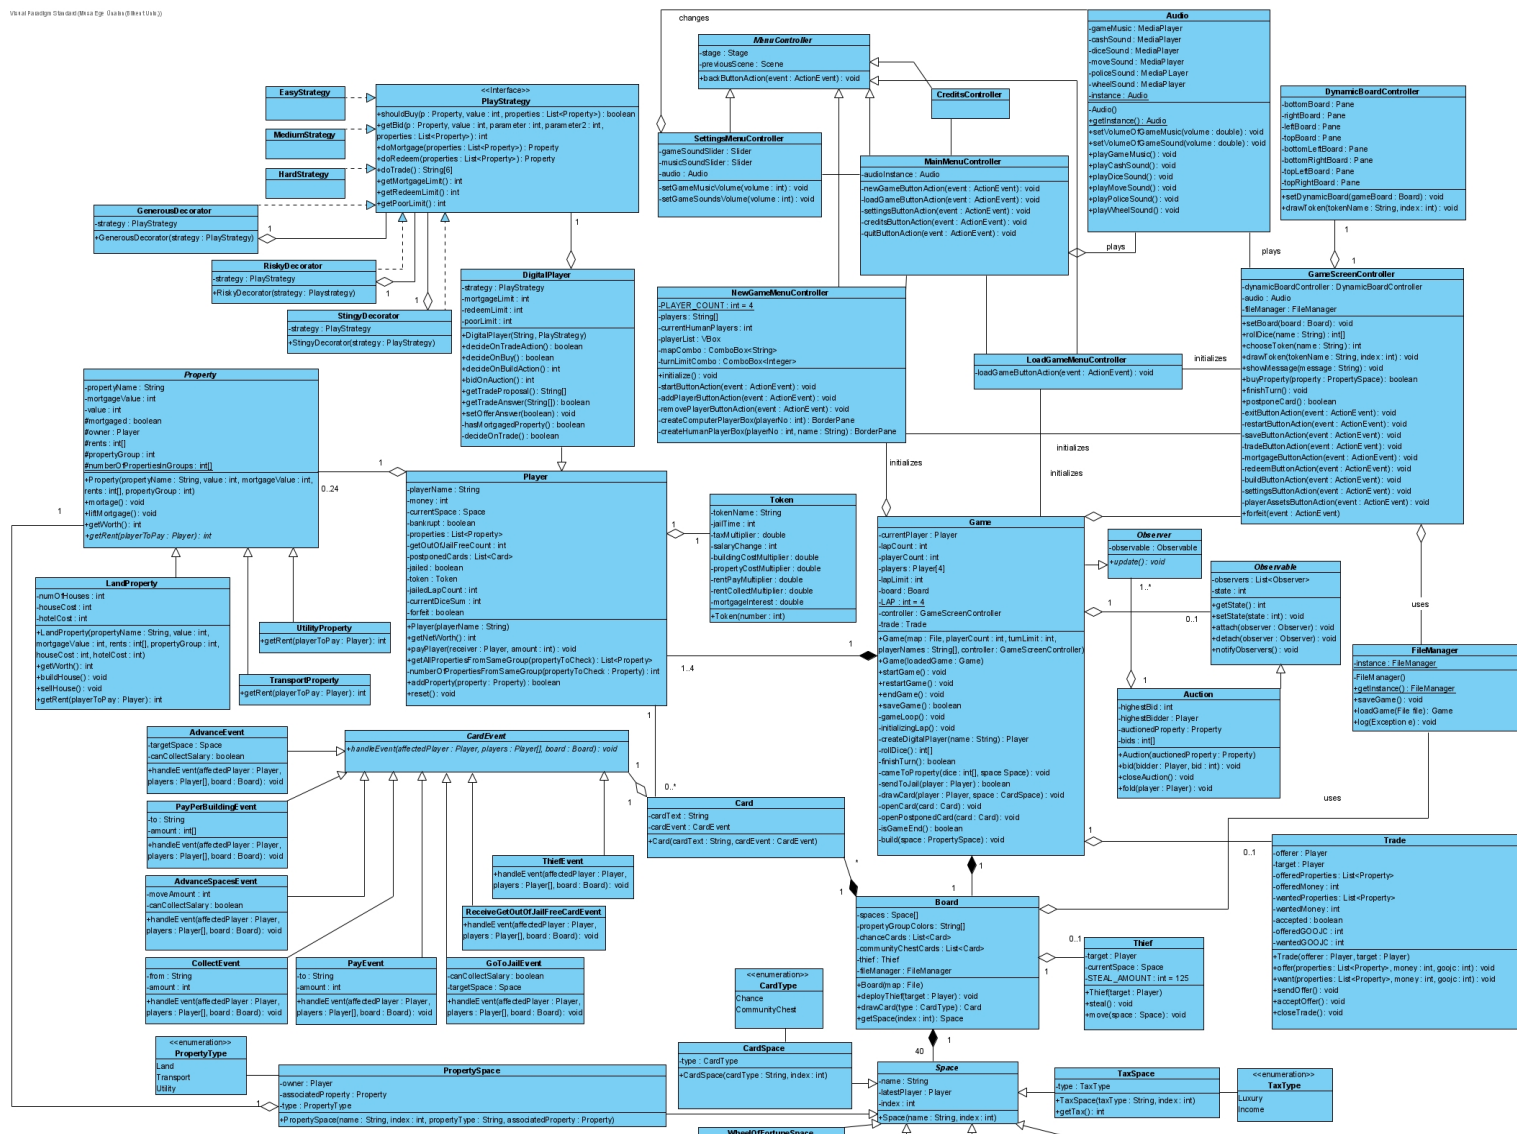 Visual Paradigm Standard (Musa Ege Ünalan (Bilkent Univ.))
changes
MenuController
-stage : Stage
-previousScene : Scene
+backButtonAction(event : ActionEvent) : void
Audio
-gameMusic : MediaPlayer
-cashSound : MediaPlayer
-diceSound : MediaPlayer
-moveSound : MediaPlayer
-policeSound : MediaPLayer
-wheelSound : MediaPlayer
-instance : Audio
-Audio()
+getInstance() : Audio
+setVolumeOfGameMusic(volume : double) : void
+setVolumeOfGameSound(volume : double) : void
+playGameMusic() : void
+playCashSound() : void
+playDiceSound() : void
+playMoveSound() : void
+playPoliceSound() : void
+playWheelSound() : void
EasyStrategy
MediumStrategy
HardStrategy
<<Interface>>
PlayStrategy
+shouldBuy(p : Property, value : int, properties : List<Property>) : boolean
+getBid(p : Property, value : int, parameter : int, parameter2 : int,
properties : List<Property>) : int
+doMortgage(properties : List<Property>) : Property
+doRedeem(properties : List<Property>) : Property
+doTrade() : String[6]
+getMortgageLimit() : int
+getRedeemLimit() : int
+getPoorLimit() : int
CreditsController
DynamicBoardController
-bottomBoard : Pane
-rightBoard : Pane
-leftBoard : Pane
-topBoard : Pane
-bottomLeftBoard : Pane
-bottomRightBoard : Pane
-topLeftBoard : Pane
-topRightBoard : Pane
+setDynamicBoard(gameBoard : Board) : void
+drawToken(tokenName : String, index : int) : void
SettingsMenuController
-gameSoundSlider : Slider
-musicSoundSlider : Slider
-audio : Audio
-setGameMusicVolume(volume : int) : void
-setGameSoundsVolume(volume : int) : void
MainMenuController
-audioInstance : Audio
-newGameButtonAction(event : ActionEvent) : void
-loadGameButtonAction(event : ActionEvent) : void
-settingsButtonAction(event : ActionEvent) : void
-creditsButtonAction(event : ActionEvent) : void
-quitButtonAction(event : ActionEvent) : void
plays
plays
1
1
GenerousDecorator
-strategy : PlayStrategy
+GenerousDecorator(strategy : PlayStrategy)
1
1
RiskyDecorator
-strategy : PlayStrategy
+RiskyDecorator(strategy : Playstrategy)
1
StingyDecorator
-strategy : PlayStrategy
+StingyDecorator(strategy : PlayStrategy)
1
DigitalPlayer
-strategy : PlayStrategy
-mortgageLimit : int
-redeemLimit : int
-poorLimit : int
+DigitalPlayer(String, PlayStrategy)
+decideOnTradeAction() : boolean
+decideOnBuy() : boolean
+decideOnBuildAction() : int
+bidOnAuction() : int
+getTradeProposal() : String[]
+getTradeAnswer(String[]) : boolean
+setOfferAnswer(boolean) : void
-hasMortgagedProperty() : boolean
-decideOnTrade() : boolean
NewGameMenuController
-PLAYER_COUNT : int = 4
-players : String[]
-currentHumanPlayers : int
-playerList : VBox
-mapCombo : ComboBox<String>
-turnLimitCombo : ComboBox<Integer>
+initialize() : void
-startButtonAction(event : ActionEvent) : void
-addPlayerButtonAction(event : ActionEvent) : void
-removePlayerButtonAction(event : ActionEvent) : void
-createComputerPlayerBox(playerNo : int) : BorderPane
-createHumanPlayerBox(playerNo : int, name : String) : BorderPane
LoadGameMenuController
-loadGameButtonAction(event : ActionEvent) : void
initializes
initializes
initializes
initializes
GameScreenController
-dynamicBoardController : DynamicBoardController
-audio : Audio
-fileManager : FileManager
+setBoard(board : Board) : void
+rollDice(name : String) : int[]
+chooseToken(name : String) : int
+drawToken(tokenName : String, index : int) : void
+showMessage(message : String) : void
+buyProperty(property : PropertySpace) : boolean
+finishTurn() : void
+postponeCard() : boolean
-exitButtonAction(event : ActionEvent) : void
-restartButtonAction(event : ActionEvent) : void
-saveButtonAction(event : ActionEvent) : void
-tradeButtonAction(event : ActionEvent) : void
-mortgageButtonAction(event : ActionEvent) : void
-redeemButtonAction(event : ActionEvent) : void
-buildButtonAction(event : ActionEvent) : void
-settingsButtonAction(event : ActionEvent) : void
-playerAssetsButtonAction(event : ActionEvent) : void
+forfeit(event : ActionEvent)
Property
-propertyName : String
-mortgageValue : int
-value : int
#mortgaged : boolean
#owner : Player
#rents : int[]
#propertyGroup : int
#numberOfPropertiesInGroups : int[]
+Property(propertyName : String, value : int, mortgageValue : int,
rents : int[], propertyGroup : int)
+mortage() : void
+liftMortgage() : void
+getWorth() : int
+getRent(playerToPay : Player) : int
1
1
0..24
Player
-playerName : String
-money : int
-currentSpace : Space
-bankrupt : boolean
-properties : List<Property>
-getOutOfJailFreeCount : int
-postponedCards : List<Card>
-jailed : boolean
-token : Token
-jailedLapCount : int
-currentDiceSum : int
-forfeit : boolean
+Player(playerName : String)
+getNetWorth() : int
+payPlayer(receiver : Player, amount : int) : void
+getAllPropertiesFromSameGroup(propertyToCheck) : List<Property>
-numberOfPropertiesFromSameGroup(propertyToCheck : Property) : int
+addProperty(property : Property) : boolean
+reset() : void
1
1
Token
-tokenName : String
-jailTime : int
-taxMultiplier : double
-salaryChange : int
-buildingCostMultiplier : double
-propertyCostMultiplier : double
-rentPayMultiplier : double
-rentCollectMultiplier : double
-mortgageInterest : double
+Token(number : int)
1
1..4
Game
-currentPlayer : Player
-lapCount : int
-playerCount : int
-players : Player[4]
-lapLimit : int
-board : Board
-LAP : int = 4
-controller : GameScreenController
-trade : Trade
+Game(map : File, playerCount : int, turnLimit : int,
playerNames : String[], controller : GameScreenController)
+Game(loadedGame : Game)
+startGame() : void
+restartGame() : void
+endGame() : void
+saveGame() : boolean
-gameLoop() : void
-initializingLap() : void
-createDigitalPlayer(name : String) : Player
-rollDice() : int[]
-finishTurn() : boolean
-cameToProperty(dice : int[], space Space) : void
-sendToJail(player : Player) : boolean
-drawCard(player : Player, space : CardSpace) : void
-openCard(card : Card) : void
-openPostponedCard(card : Card) : void
-isGameEnd() : boolean
-build(space : PropertySpace) : void
Observer
-observable : Observable
+update() : void
1..*
1
1
0..1
Observable
-observers : List<Observer>
-state : int
+getState() : int
+setState(state : int) : void
+attach(observer : Observer) : void
+detach(observer : Observer) : void
+notifyObservers() : void
uses
Auction
-highestBid : int
-highestBidder : Player
-auctionedProperty : Property
-bids : int[]
+Auction(auctionedProperty : Property)
+bid(bidder : Player, bid : int) : void
+closeAuction() : void
+fold(player : Player) : void
FileManager
-instance : FileManager
-FileManager()
+getInstance() : FileManager
+saveGame() : void
+loadGame(File file) : Game
+log(Exception e) : void
uses
LandProperty
-numOfHouses : int
-houseCost : int
-hotelCost : int
+LandProperty(propertyName : String, value : int,
mortgageValue : int, rents : int[], propertyGroup : int,
houseCost : int, hotelCost : int)
+getWorth() : int
+buildHouse() : void
+sellHouse() : void
+getRent(playerToPay : Player) : int
UtilityProperty
+getRent(playerToPay : Player) : int
TransportProperty
+getRent(playerToPay : Player) : int
CardEvent
+handleEvent(affectedPlayer : Player, players : Player[], board : Board) : void
1
0..*
1
1
Card
-cardText : String
-cardEvent : CardEvent
+Card(cardText : String, cardEvent : CardEvent)
*
1
AdvanceEvent
-targetSpace : Space
-canCollectSalary : boolean
+handleEvent(affectedPlayer : Player,
players : Player[], board : Board) : void
PayPerBuildingEvent
-to : String
-amount : int[]
+handleEvent(affectedPlayer : Player,
players : Player[], board : Board) : void
AdvanceSpacesEvent
-moveAmount : int
-canCollectSalary : boolean
+handleEvent(affectedPlayer : Player,
players : Player[], board : Board) : void
ThiefEvent
+handleEvent(affectedPlayer : Player,
players : Player[], board : Board) : void
ReceiveGetOutOfJailFreeCardEvent
+handleEvent(affectedPlayer : Player,
players : Player[], board : Board) : void
CollectEvent
-from : String
-amount : int
+handleEvent(affectedPlayer : Player,
players : Player[], board : Board) : void
PayEvent
-to : String
-amount : int
+handleEvent(affectedPlayer : Player,
players : Player[], board : Board) : void
GoToJailEvent
-canCollectSalary : boolean
-targetSpace : Space
+handleEvent(affectedPlayer : Player,
players : Player[], board : Board) : void
1
1
1
0..1
Trade
-offerer : Player
-target : Player
-offeredProperties : List<Property>
-offeredMoney : int
-wantedProperties : List<Property>
-wantedMoney : int
-accepted : boolean
-offeredGOOJC : int
-wantedGOOJC : int
+Trade(offerer : Player, target : Player)
+offer(properties : List<Property>, money : int, goojc : int) : void
+want(properties : List<Property>, money : int, goojc : int) : void
+sendOffer() : void
+acceptOffer() : void
+closeTrade() : void
Board
-spaces : Space[]
-propertyGroupColors : String[]
-chanceCards : List<Card>
-communityChestCards : List<Card>
-thief : Thief
-fileManager : FileManager
+Board(map : File)
+deployThief(target : Player) : void
+drawCard(type : CardType) : Card
+getSpace(index : int) : Space
0..1
1
Thief
-target : Player
-currentSpace : Space
-STEAL_AMOUNT : int = 125
+Thief(target : Player)
+steal() : void
+move(space : Space) : void
<<enumeration>>
CardType
Chance
CommunityChest
1
40
CardSpace
-type : CardType
+CardSpace(cardType : String, index : int)
Space
-name : String
-latestPlayer : Player
-index : int
+Space(name : String, index : int)
TaxSpace
-type : TaxType
+TaxSpace(taxType : String, index : int)
+getTax() : int
<<enumeration>>
TaxType
Luxury
Income
<<enumeration>>
PropertyType
Land
Transport
Utility
1
PropertySpace
-owner : Player
-associatedProperty : Property
-type : PropertyType
+PropertySpace(name : String, index : int, propertyType : String, associatedProperty : Property)
WheelOfFortuneSpace